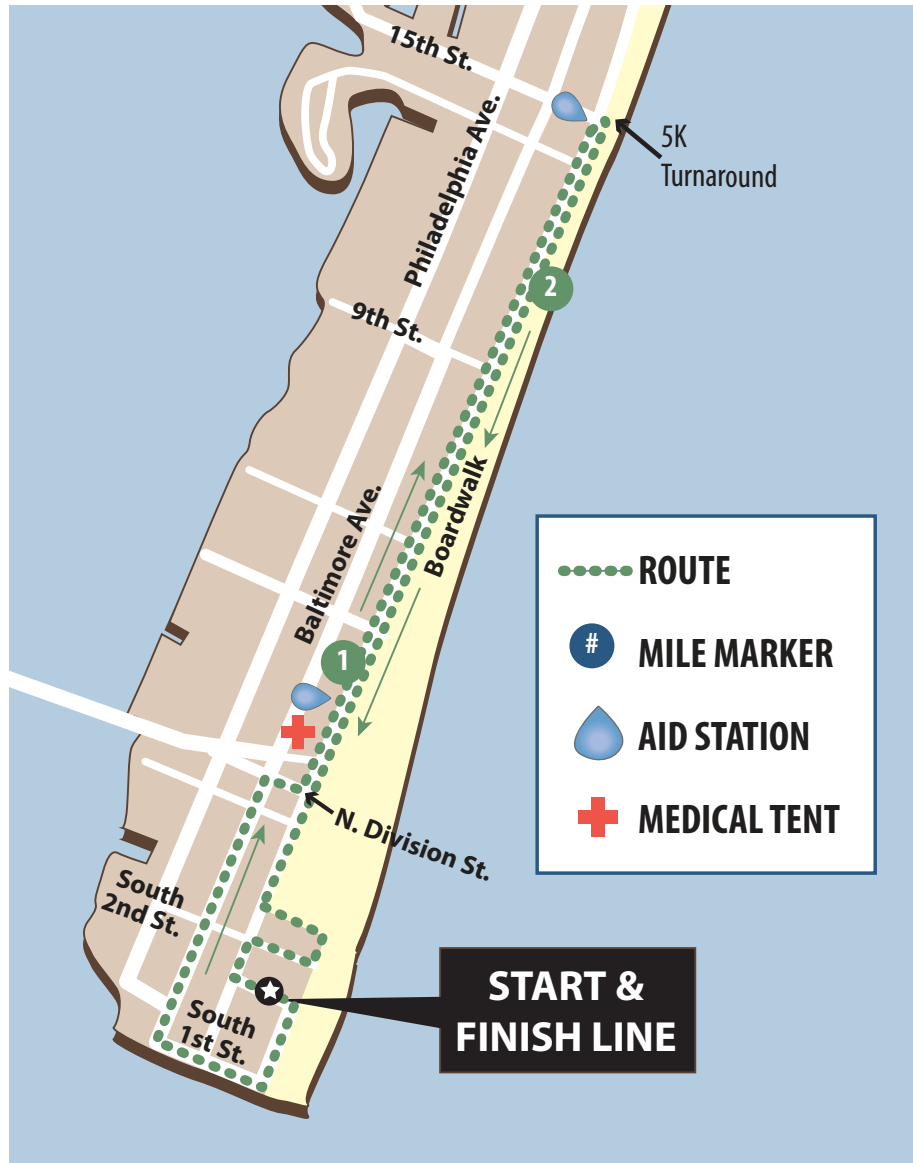 15th St.
Philadelphia Ave.
5K
Turnaround
2
9th St.
Boardwalk
Baltimore Ave.
1
N. Division St.
South
2nd St.
South
1st St.
START &
FINISH LINE
ROUTE
#
MILE MARKER
AID STATION
MEDICAL TENT